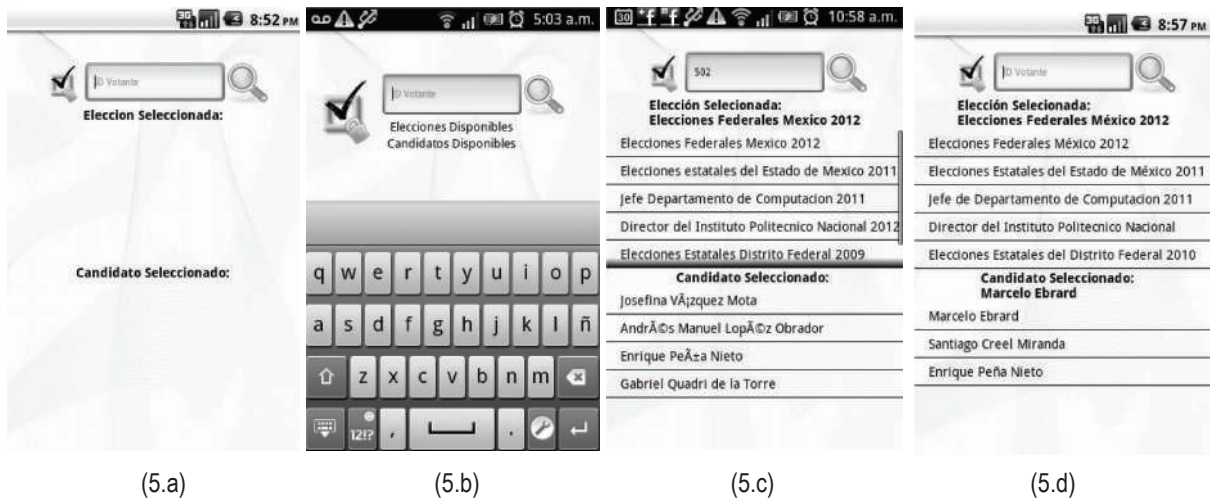 3G
8:52 PM
ID Votante
Eleccion Seleccionada:
Candidato Seleccionado:
(5.a)
5:03 a.m.
ID Votante
Elecciones Disponibles
Candidatos Disponibles
q w e r t y u i o p
a s d f g h j k l ñ
z x c v b n m
12!? , .
(5.b)
30 10:58 a.m.
502
Elección Selecionada:
Elecciones Federales Mexico 2012
Elecciones Federales Mexico 2012
Elecciones estatales del Estado de Mexico 2011
Jefe Departamento de Computacion 2011
Director del Instituto Politecnico Nacional 2012
Elecciones Estatales Distrito Federal 2009
Candidato Seleccionado:
Josefina VÃ¡zquez Mota
AndrÃ©s Manuel LopÃ©z Obrador
Enrique PeÃ±a Nieto
Gabriel Quadri de la Torre
(5.c)
3G
8:57 PM
ID Votante
Elección Selecionada:
Elecciones Federales México 2012
Elecciones Federales México 2012
Elecciones Estatales del Estado de México 2011
Jefe de Departamento de Computacion 2011
Director del Instituto Politecnico Nacional
Elecciones Estatales del Distrito Federal 2010
Candidato Seleccionado:
Marcelo Ebrard
Marcelo Ebrard
Santiago Creel Miranda
Enrique Peña Nieto
(5.d)